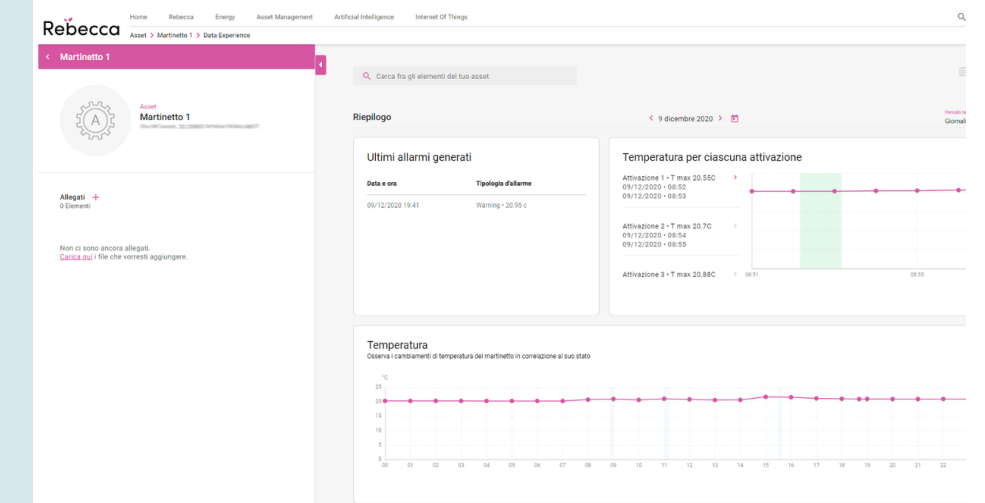 Rebecca
Home Rebecca Energy Asset Management Artificial Intelligence Internet Of Things
Asset > Martinetto 1 > Data Experience
< Martinetto 1
A
Asset
Martinetto 1
Allegati +
0 Elementi
Non ci sono ancora allegati.
Carica qui i file che vorresti aggiungere.
Cerca fra gli elementi del tuo asset
Riepilogo
< 9 dicembre 2020 >
Ultimi allarmi generati
Data e ora Tipologia d'allarme
09/12/2020 19:41 Warning • 20.95 c
Temperatura per ciascuna attivazione
Attivazione 1 • T max 20.55C >
09/12/2020 • 08:52
09/12/2020 • 08:53
Attivazione 2 • T max 20.7C >
09/12/2020 • 08:54
09/12/2020 • 08:55
Attivazione 3 • T max 20.88C >
08:51 08:55
Temperatura
Osserva i cambiamenti di temperatura del martinetto in correlazione al suo stato
°C
25
20
15
10
5
0
00 01 02 03 04 05 06 07 08 09 10 11 12 13 14 15 16 17 18 19 20 21 22